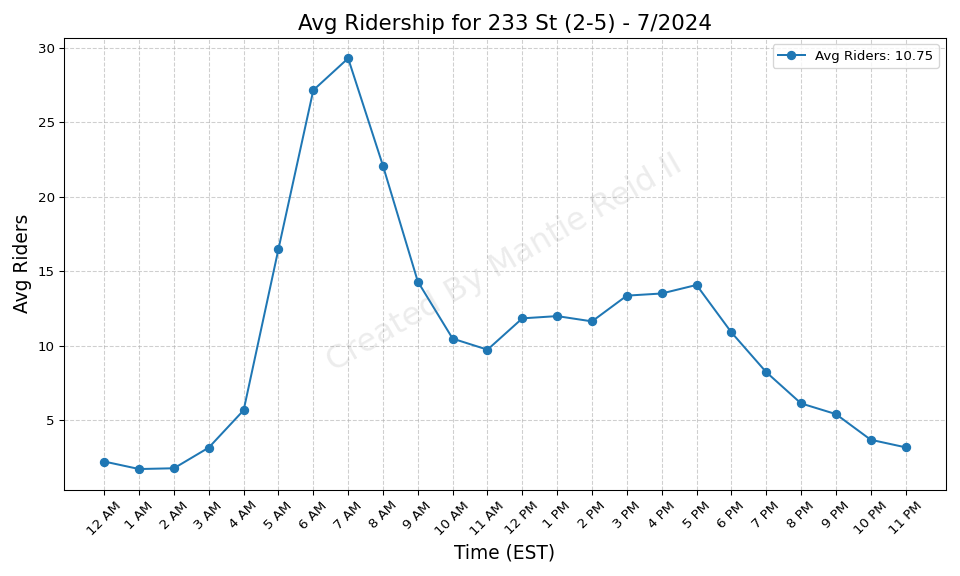 Avg Ridership for 233 St (2-5) - 7/2024
Avg Riders: 10.75
Avg Riders
30
25
20
15
10
5
Created By Mantie Reid II
12 AM
1 AM
2 AM
3 AM
4 AM
5 AM
6 AM
7 AM
8 AM
9 AM
10 AM
11 AM
12 PM
1 PM
2 PM
3 PM
4 PM
5 PM
6 PM
7 PM
8 PM
9 PM
10 PM
11 PM
Time (EST)